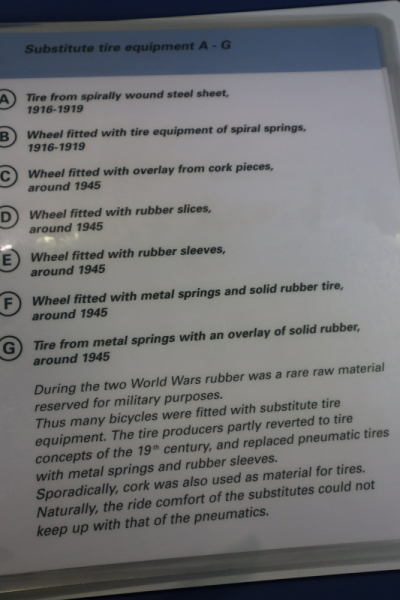 Substitute tire equipment A - G
A Tire from spirally wound steel sheet,
1916-1919
B Wheel fitted with tire equipment of spiral springs,
1916-1919
C Wheel fitted with overlay from cork pieces,
around 1945
D Wheel fitted with rubber slices,
around 1945
E Wheel fitted with rubber sleeves,
around 1945
F Wheel fitted with metal springs and solid rubber tire,
around 1945
G Tire from metal springs with an overlay of solid rubber,
around 1945
During the two World Wars rubber was a rare raw material
reserved for military purposes.
Thus many bicycles were fitted with substitute tire
equipment. The tire producers partly reverted to tire
concepts of the 19th century, and replaced pneumatic tires
with metal springs and rubber sleeves.
Sporadically, cork was also used as material for tires.
Naturally, the ride comfort of the substitutes could not
keep up with that of the pneumatics.